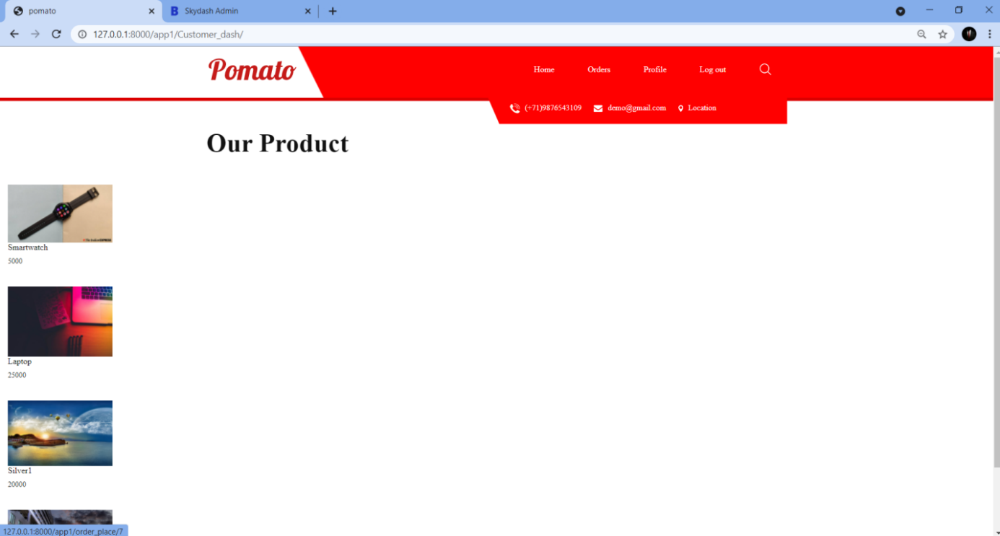 pomato
Skydash Admin
127.0.0.1:8000/app1/Customer_dash/
Pomato
Home Orders Profile Log out
(+71)9876543109 demo@gmail.com Location
Our Product
Smartwatch
5000
Laptop
25000
Silver1
20000
127.0.0.1:8000/app1/order_place/7